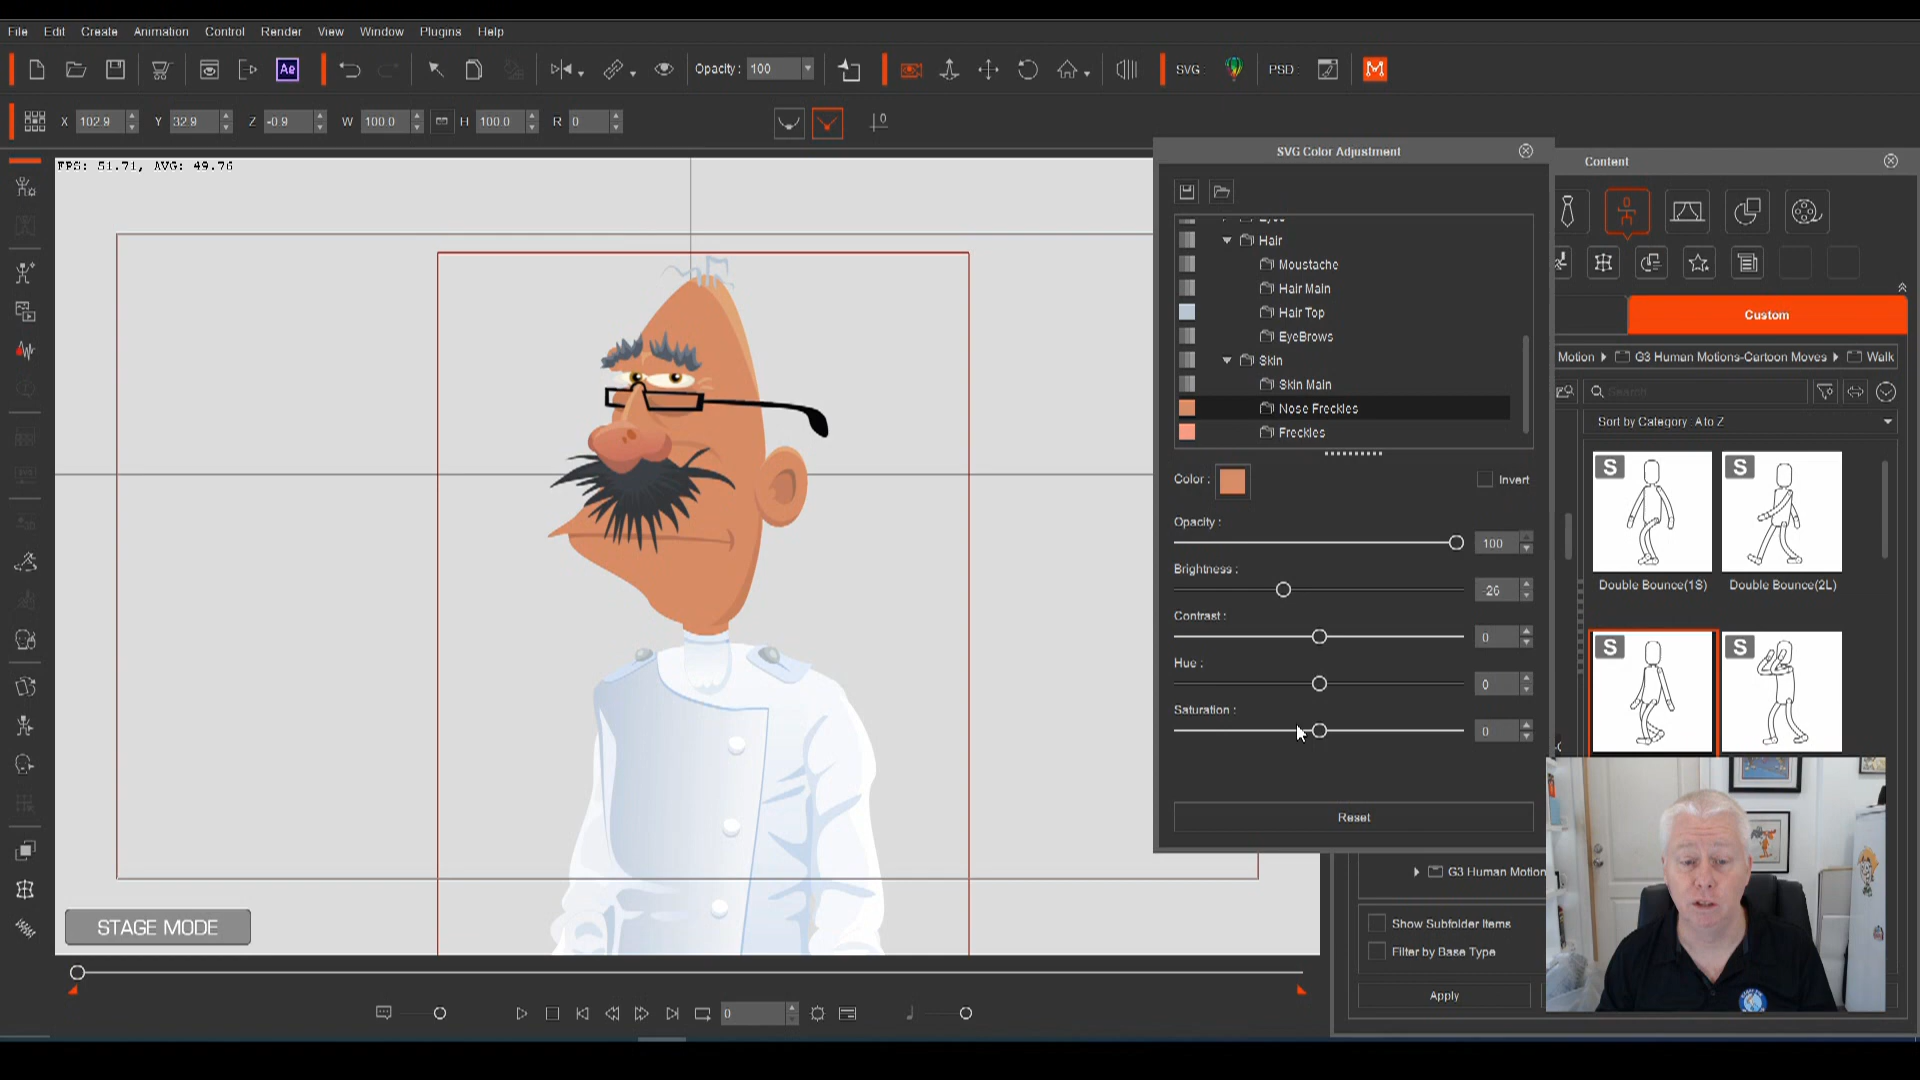 File Edit Create Animation Control Render View Window Plugins Help
Ae Opacity : 100 SVG: PSD:
X 102.9 Y 32.9 Z -0.9 W 100.0 H 100.0 R 0
FPS: 51.71, AVG: 49.76
STAGE MODE
0
SVG Color Adjustment
Hair
Moustache
Hair Main
Hair Top
EyeBrows
Skin
Skin Main
Nose Freckles
Freckles
Color : Invert
Opacity :
100
Brightness :
-26
Contrast :
0
Hue :
0
Saturation :
0
Reset
Content
Custom
Motion G3 Human Motions-Cartoon Moves Walk
Search
Sort by Category :A to Z
S S
Double Bounce(1S) Double Bounce(2L)
S S
G3 Human Motion
Show Subfolder Items
Filter by Base Type
Apply